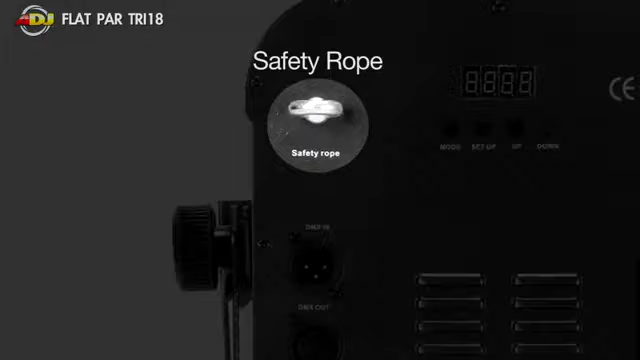 ADJ FLAT PAR TRI18
Safety Rope
8888
CE
Safety rope
MODE SET UP UP DOWN
DMX IN
DMX OUT